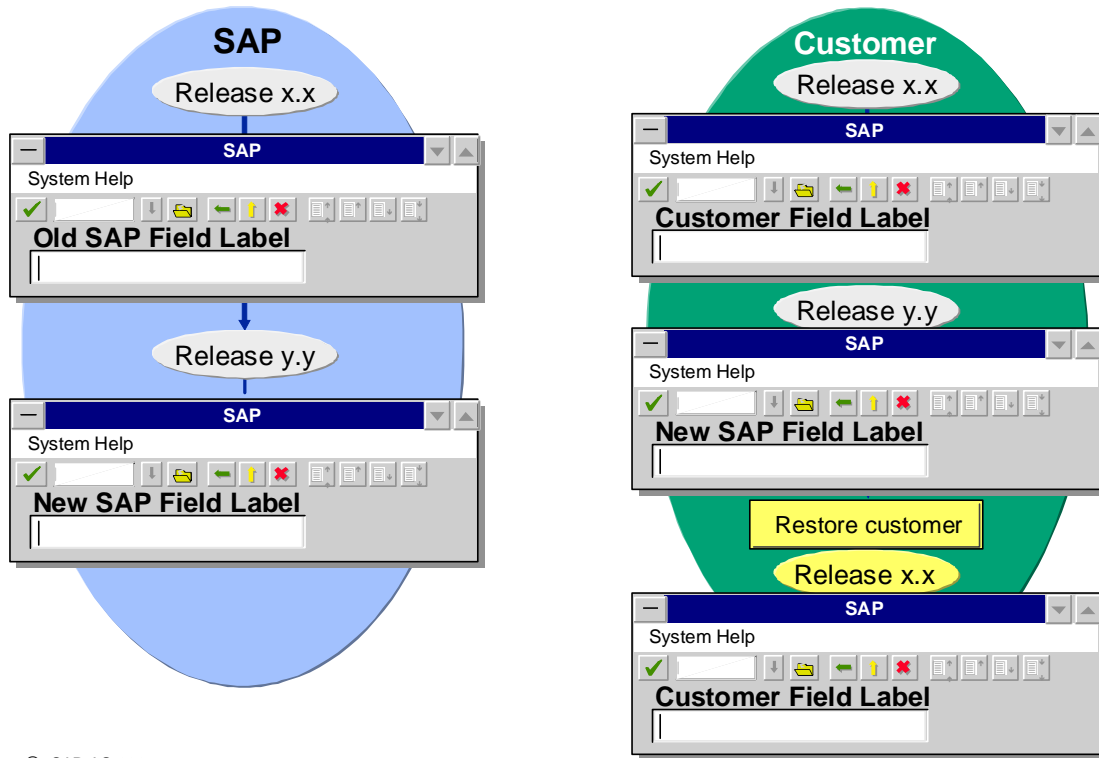 SAP
Release x.x
SAP
System Help
Old SAP Field Label
Release y.y
SAP
System Help
New SAP Field Label
Customer
Release x.x
SAP
System Help
Customer Field Label
Release y.y
SAP
System Help
New SAP Field Label
Restore customer
Release x.x
SAP
System Help
Customer Field Label